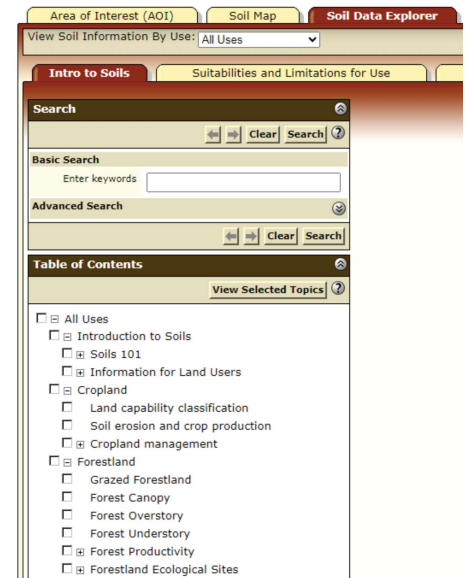 Area of Interest (AOI) Soil Map Soil Data Explorer
View Soil Information By Use: All Uses
Intro to Soils Suitabilities and Limitations for Use
Search
Clear Search
Basic Search
Enter keywords
Advanced Search
Clear Search
Table of Contents
View Selected Topics
All Uses
Introduction to Soils
Soils 101
Information for Land Users
Cropland
Land capability classification
Soil erosion and crop production
Cropland management
Forestland
Grazed Forestland
Forest Canopy
Forest Overstory
Forest Understory
Forest Productivity
Forestland Ecological Sites